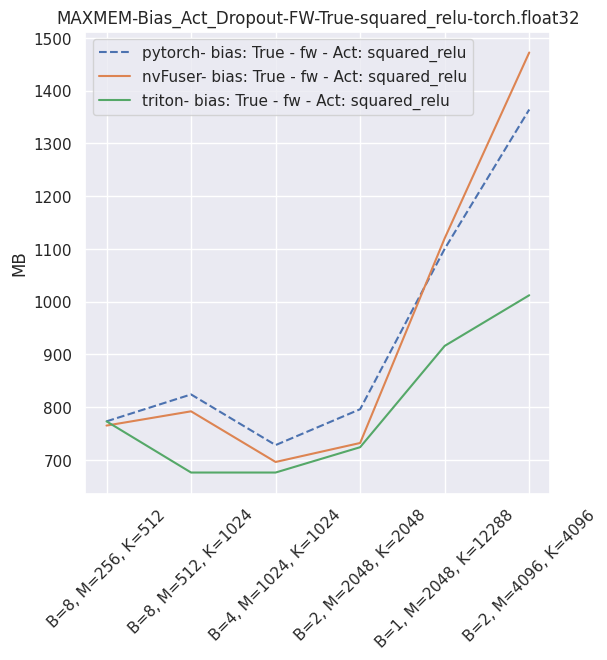 MAXMEM-Bias_Act_Dropout-FW-True-squared_relu-torch.float32
pytorch- bias: True - fw - Act: squared_relu
nvFuser- bias: True - fw - Act: squared_relu
triton- bias: True - fw - Act: squared_relu
MB
1500
1400
1300
1200
1100
1000
900
800
700
B=8, M=256, K=512
B=8, M=512, K=1024
B=4, M=1024, K=1024
B=2, M=2048, K=2048
B=1, M=2048, K=12288
B=2, M=4096, K=4096